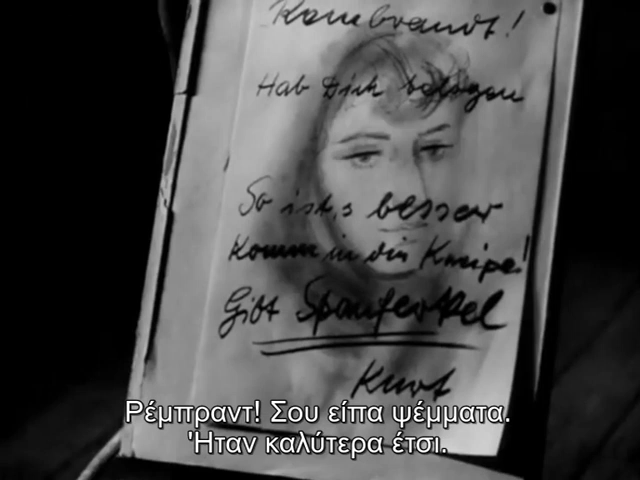 Rembrandt!
Hab Dich belogen
So ist's besser
Komm in die Kneipe!
Gibt Spanferkel
Kurt
Ρέμπραντ! Σου είπα ψέμματα.
'Ήταν καλύτερα έτσι.